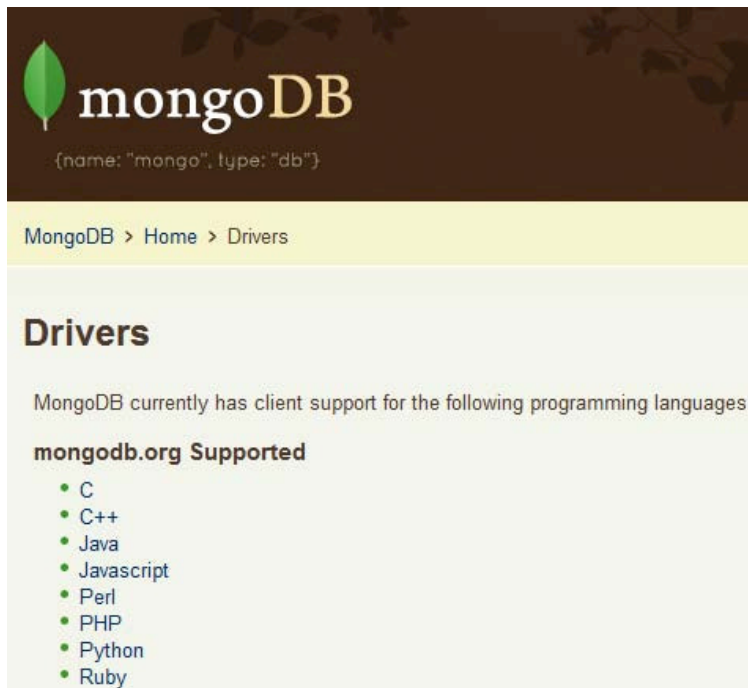 mongoDB
{name: "mongo", type: "db"}
MongoDB > Home > Drivers
Drivers
MongoDB currently has client support for the following programming languages
mongodb.org Supported
• C
• C++
• Java
• Javascript
• Perl
• PHP
• Python
• Ruby